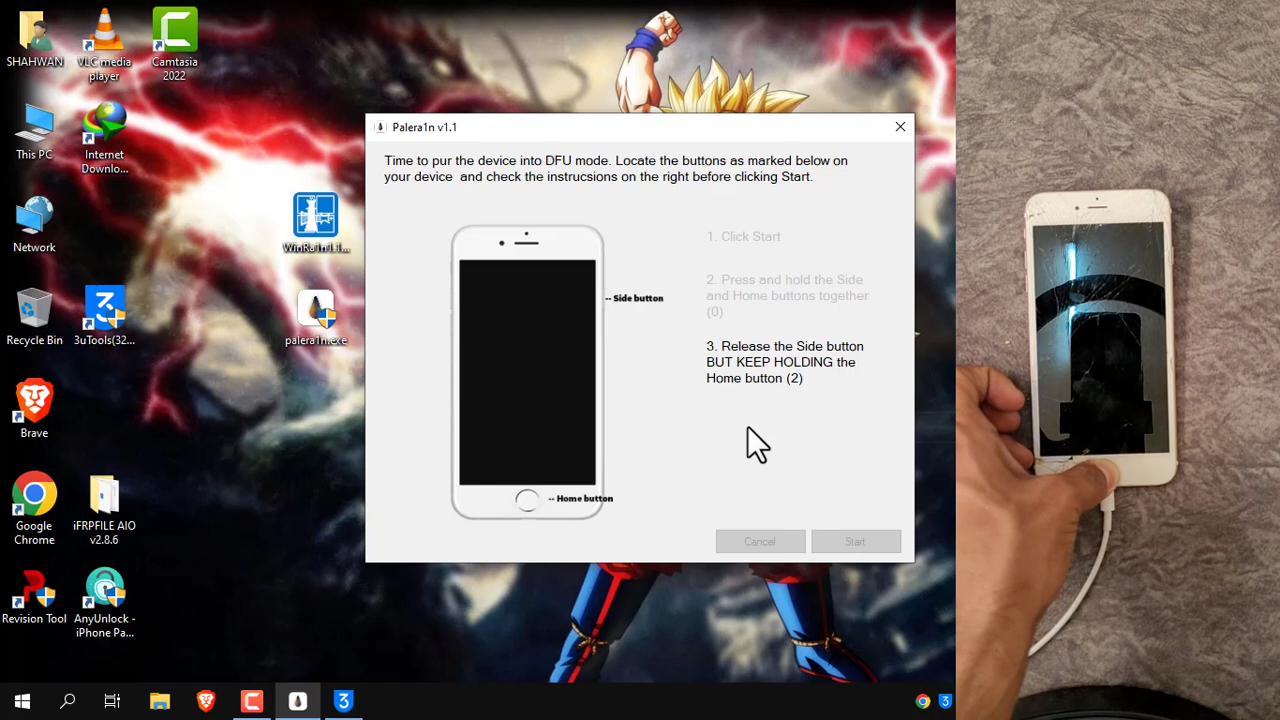 SHAHWAN
VLC media
player
Camtasia
2022
This PC
Internet
Downlo...
Network
WinRa1n1.1...
Recycle Bin
3uTools(32...
palera1n.exe
Brave
Google
Chrome
iFRPFILE AIO
v2.8.6
Revision Tool
AnyUnlock -
iPhone Pa...
Palera1n v1.1
Time to pur the device into DFU mode. Locate the buttons as marked below on
your device  and check the instrucsions on the right before clicking Start.
-- Side button
-- Home button
1. Click Start
2. Press and hold the Side
and Home buttons together
(0)
3. Release the Side button
BUT KEEP HOLDING the
Home button (2)
Cancel
Start